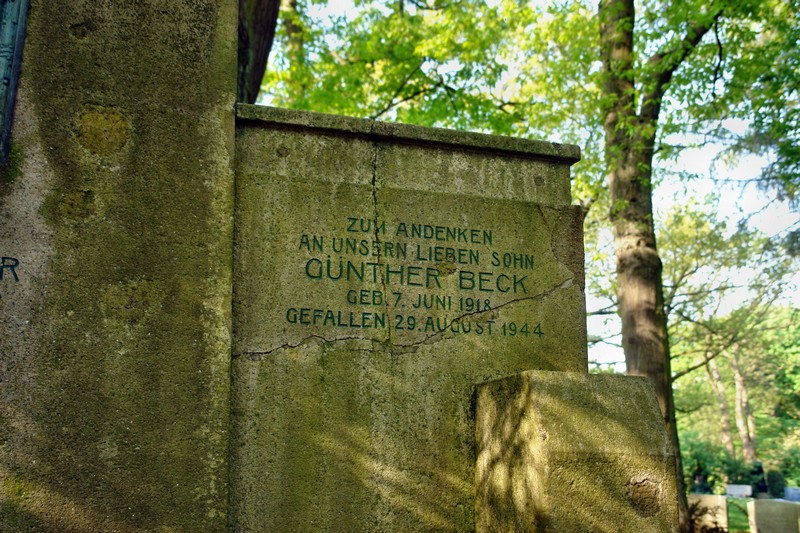 R
ZUM ANDENKEN
AN UNSERN LIEBEN SOHN
GÜNTHER BECK
GEB. 7. JUNI 1918
GEFALLEN 29. AUGUST 1944